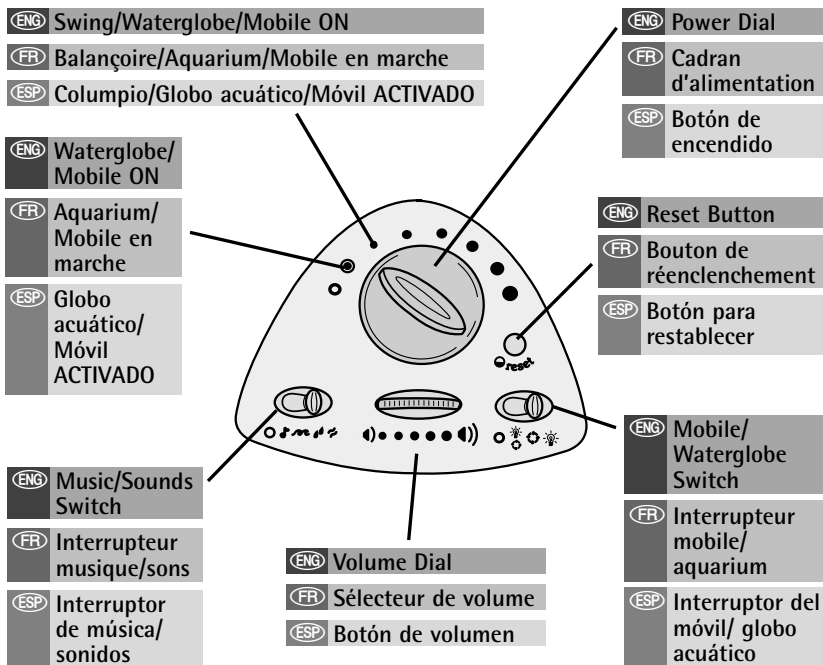 ENG Swing/Waterglobe/Mobile ON
FR Balançoire/Aquarium/Mobile en marche
ESP Columpio/Globo acuático/Móvil ACTIVADO
ENG Power Dial
FR Cadran
d'alimentation
ESP Botón de
encendido
ENG Waterglobe/
Mobile ON
FR Aquarium/
Mobile en
marche
ESP Globo
acuático/
Móvil
ACTIVADO
ENG Reset Button
FR Bouton de
réenclenchement
ESP Botón para
restablecer
reset
ENG Music/Sounds
Switch
FR Interrupteur
musique/sons
ESP Interruptor
de música/
sonidos
ENG Volume Dial
FR Sélecteur de volume
ESP Botón de volumen
ENG Mobile/
Waterglobe
Switch
FR Interrupteur
mobile/
aquarium
ESP Interruptor del
móvil/ globo
acuático